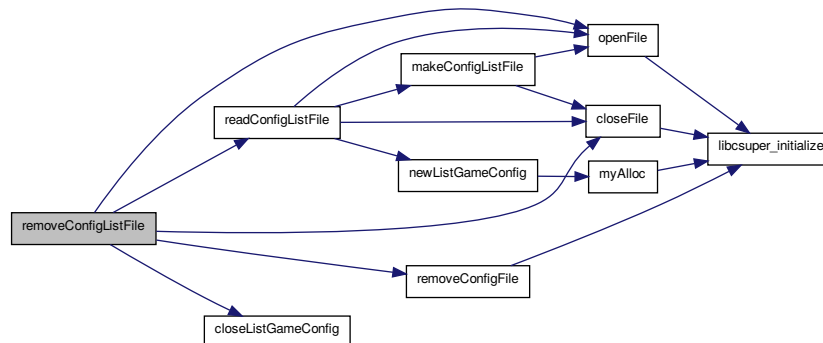 removeConfigListFile
readConfigListFile
makeConfigListFile
openFile
closeFile
newListGameConfig
myAlloc
libcsuper_initialize
removeConfigFile
closeListGameConfig